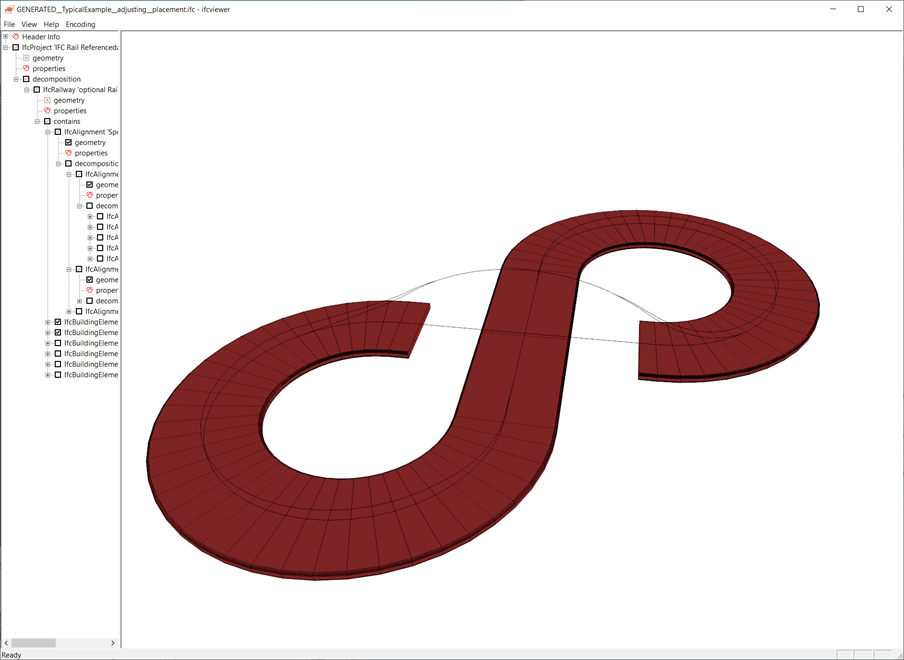 GENERATED__TypicalExample__adjusting__placement.ifc - ifcviewer
File View Help Encoding
Header Info
IfcProject 'IFC Rail Referenceda
geometry
properties
decomposition
IfcRailway 'optional Rai
geometry
properties
contains
IfcAlignment 'Spe
geometry
properties
decompositic
IfcAlignme
geome
proper
decom
IfcA
IfcA
IfcA
IfcA
IfcA
IfcAlignme
geome
proper
decom
IfcAlignme
IfcBuildingEleme
IfcBuildingEleme
IfcBuildingEleme
IfcBuildingEleme
IfcBuildingEleme
IfcBuildingEleme
Ready